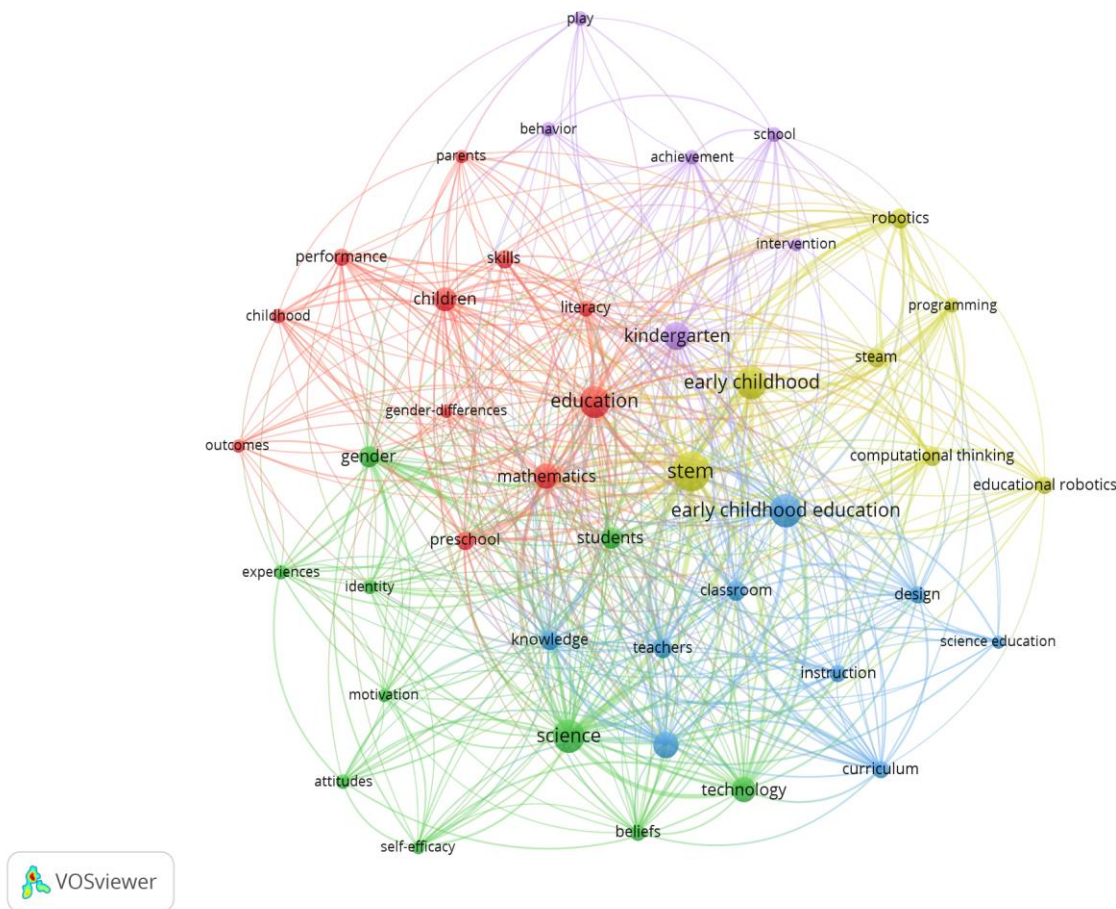 play
behavior
school
parents
achievement
robotics
performance
skills
intervention
children
literacy
childhood
programming
kindergarten
steam
early childhood
education
gender-differences
outcomes
gender
computational thinking
mathematics
stem
educational robotics
early childhood education
students
preschool
experiences
identity
classroom
design
knowledge
teachers
science education
instruction
motivation
science
curriculum
attitudes
technology
beliefs
self-efficacy
VOSviewer